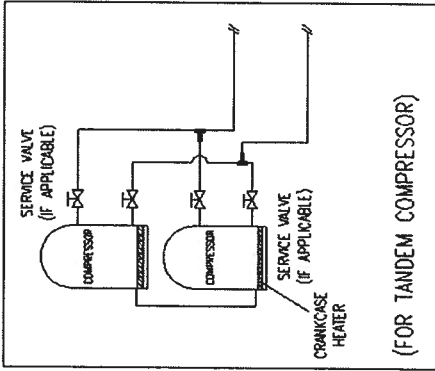 SERVICE VALVE
(IF APPLICABLE)
COMPRESSOR
COMPRESSOR
SERVICE VALVE
(IF APPLICABLE)
CRANKCASE
HEATER
(FOR TANDEM COMPRESSOR)